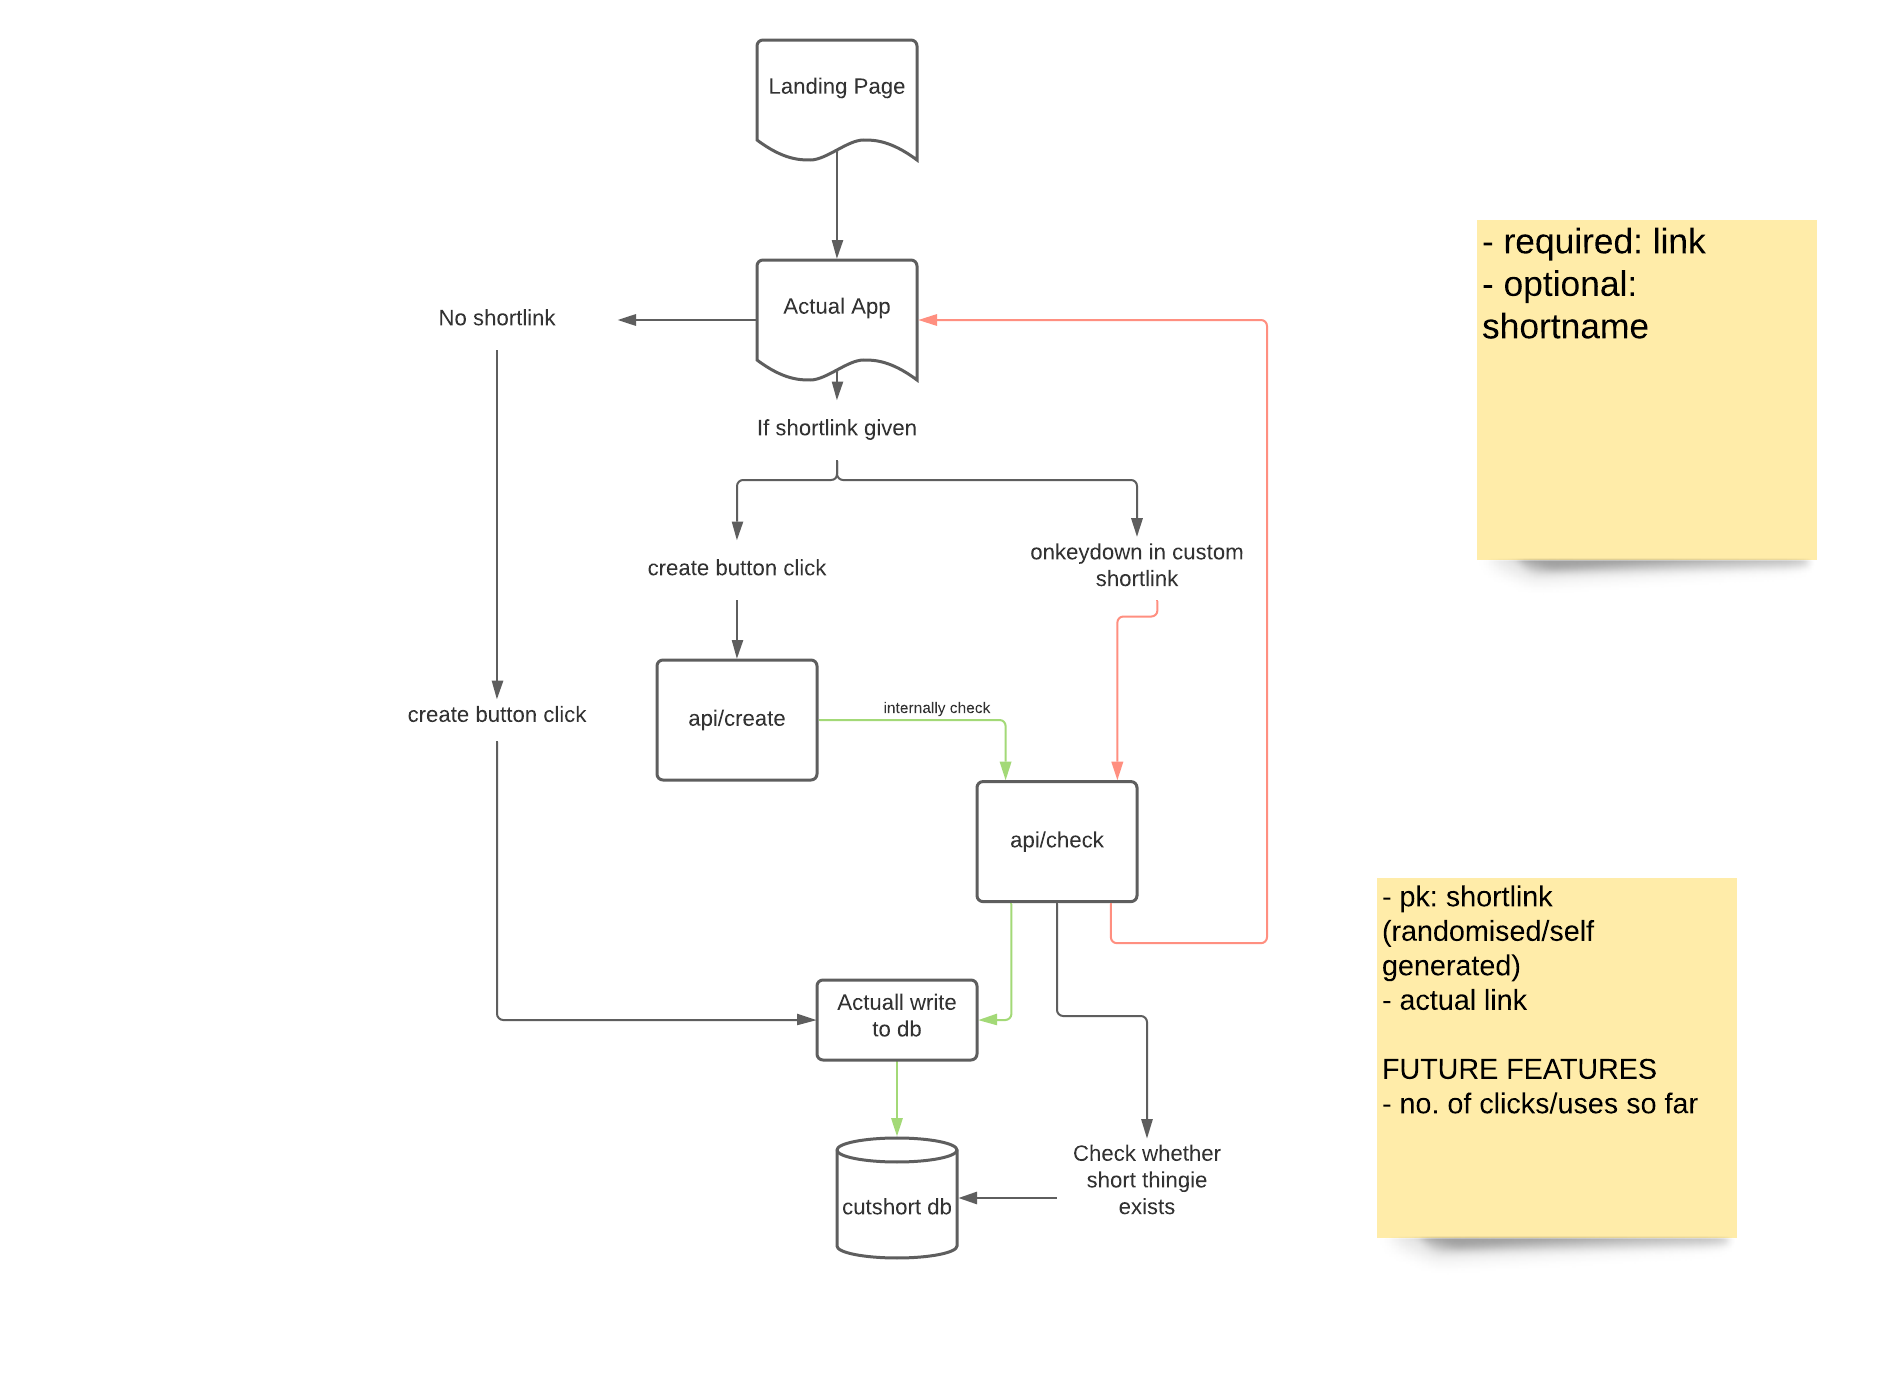 Landing Page
Actual App
No shortlink
If shortlink given
create button click
onkeydown in custom
shortlink
api/create
internally check
create button click
api/check
Actuall write
to db
Check whether
short thingie
exists
cutshort db
- required: link
- optional:
shortname
- pk: shortlink
(randomised/self
generated)
- actual link
FUTURE FEATURES
- no. of clicks/uses so far